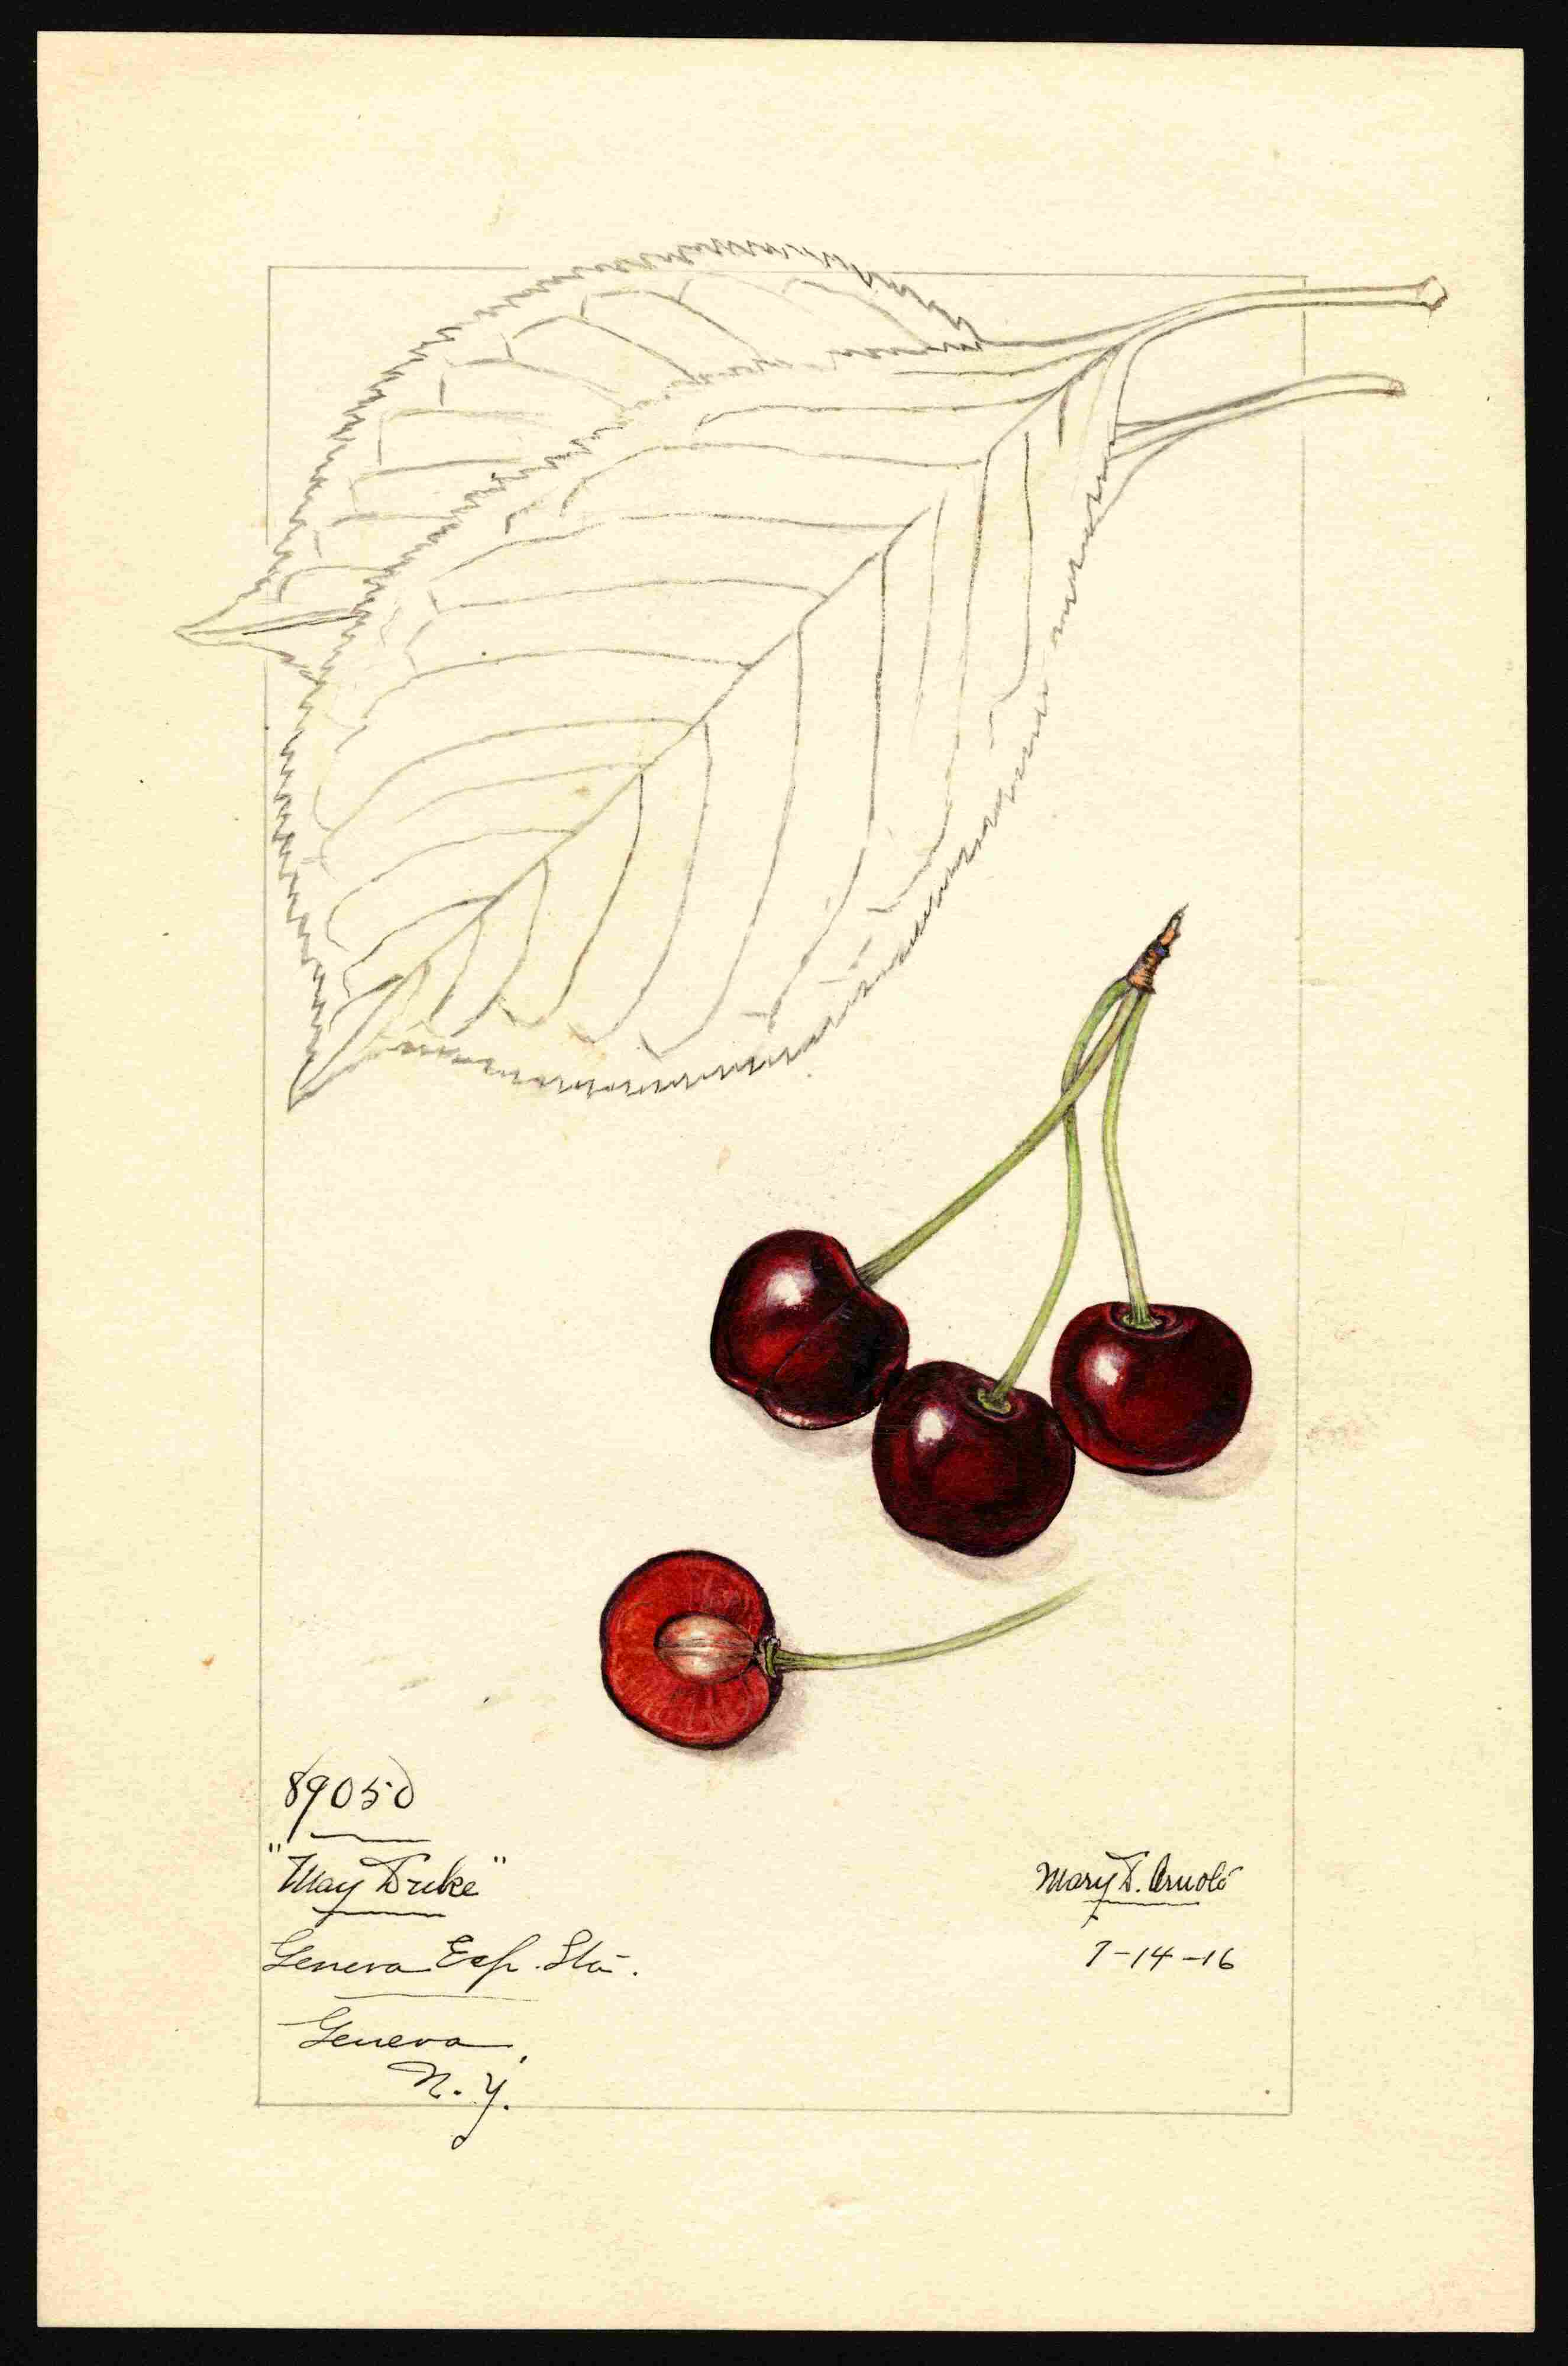 89050
"May Duke"
Geneva Exp. Sta.
Geneva,
N. Y.
Mary D. Arnold
7-14-16